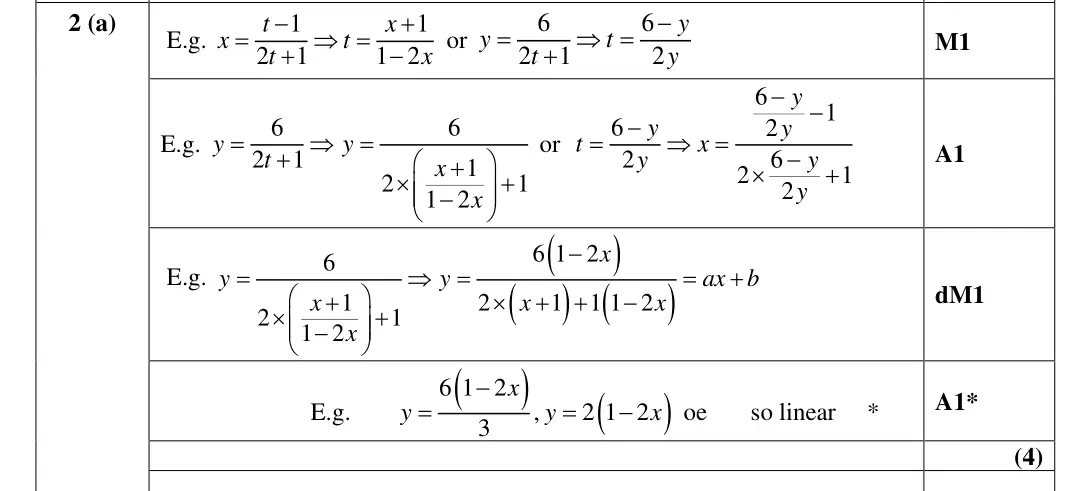 2 (a) E.g. x = (t−1)/(2t+1) ⇒ t = (x+1)/(1−2x) or y = 6/(2t+1) ⇒ t = (6−y)/(2y) M1
E.g. y = 6/(2t+1) ⇒ y = 6/(2×((x+1)/(1−2x))+1) or t = (6−y)/(2y) ⇒ x = ((6−y)/(2y) −1)/(2×(6−y)/(2y) +1) A1
E.g. y = 6/(2×((x+1)/(1−2x))+1) ⇒ y = 6(1−2x)/(2×(x+1)+1(1−2x)) = ax+b dM1
E.g. y = 6(1−2x)/3 , y = 2(1−2x) oe so linear * A1*
(4)